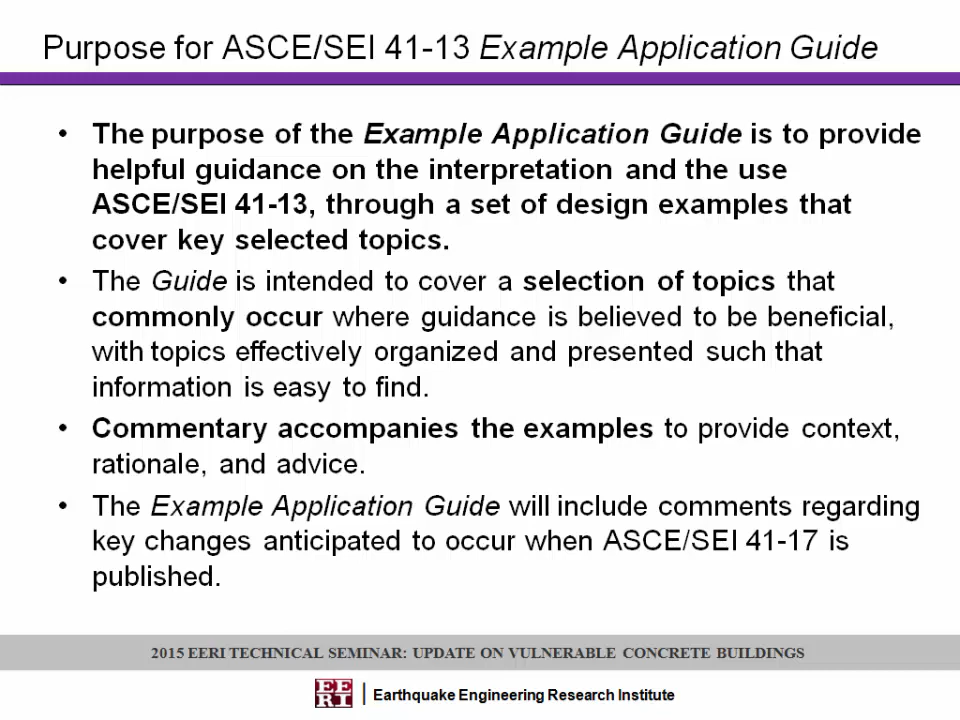 Purpose for ASCE/SEI 41-13 Example Application Guide
• The purpose of the Example Application Guide is to provide
helpful guidance on the interpretation and the use
ASCE/SEI 41-13, through a set of design examples that
cover key selected topics.
• The Guide is intended to cover a selection of topics that
commonly occur where guidance is believed to be beneficial,
with topics effectively organized and presented such that
information is easy to find.
• Commentary accompanies the examples to provide context,
rationale, and advice.
• The Example Application Guide will include comments regarding
key changes anticipated to occur when ASCE/SEI 41-17 is
published.
2015 EERI TECHNICAL SEMINAR: UPDATE ON VULNERABLE CONCRETE BUILDINGS
EERI | Earthquake Engineering Research Institute